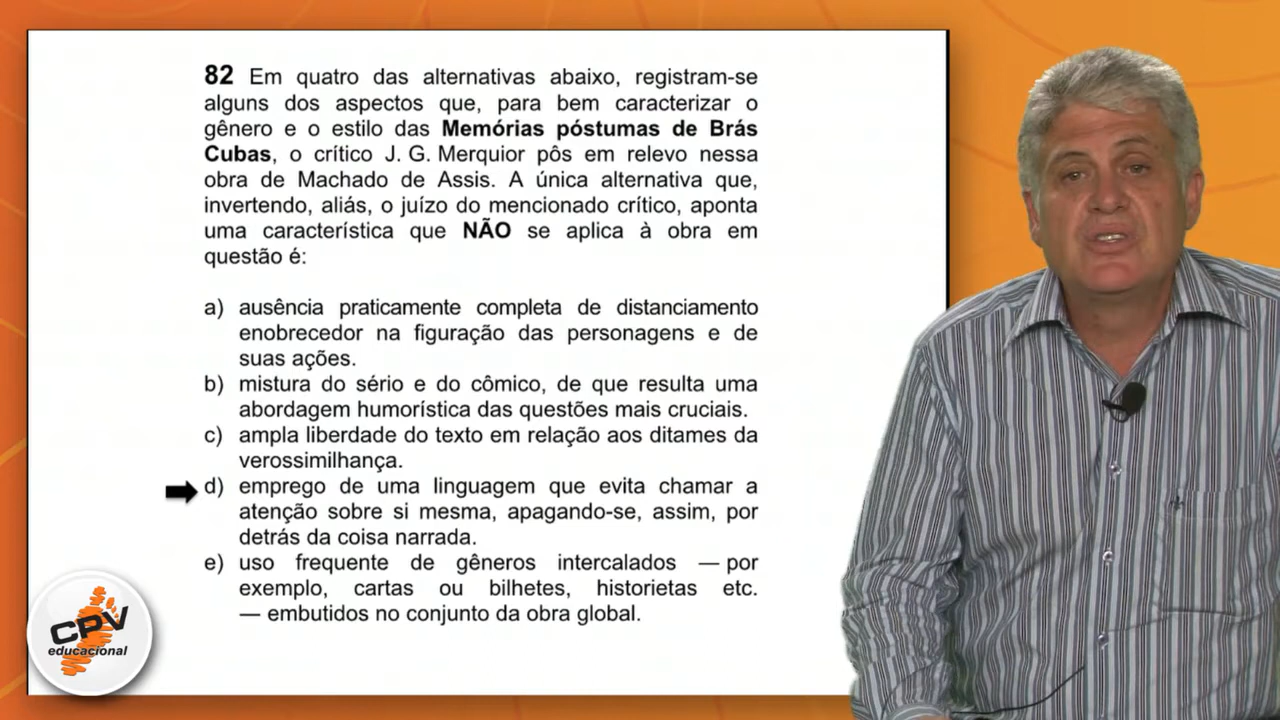 82 Em quatro das alternativas abaixo, registram-se
alguns dos aspectos que, para bem caracterizar o
gênero e o estilo das Memórias póstumas de Brás
Cubas, o crítico J. G. Merquior pôs em relevo nessa
obra de Machado de Assis. A única alternativa que,
invertendo, aliás, o juízo do mencionado crítico, aponta
uma característica que NÃO se aplica à obra em
questão é:
a) ausência praticamente completa de distanciamento
enobrecedor na figuração das personagens e de
suas ações.
b) mistura do sério e do cômico, de que resulta uma
abordagem humorística das questões mais cruciais.
c) ampla liberdade do texto em relação aos ditames da
verossimilhança.
d) emprego de uma linguagem que evita chamar a
atenção sobre si mesma, apagando-se, assim, por
detrás da coisa narrada.
e) uso frequente de gêneros intercalados — por
exemplo, cartas ou bilhetes, historietas etc.
— embutidos no conjunto da obra global.
CPV
educacional